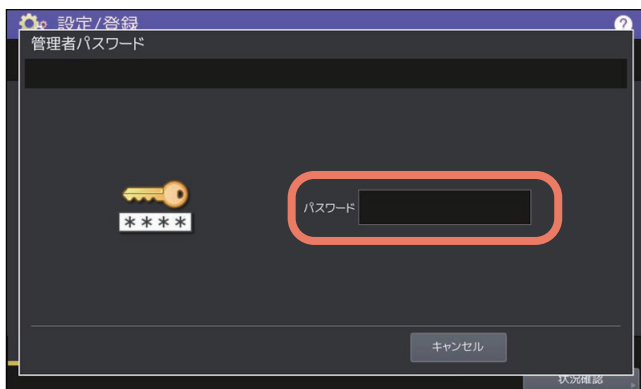 設定/登録
?
管理者パスワード
パスワード
****
キャンセル
状況確認